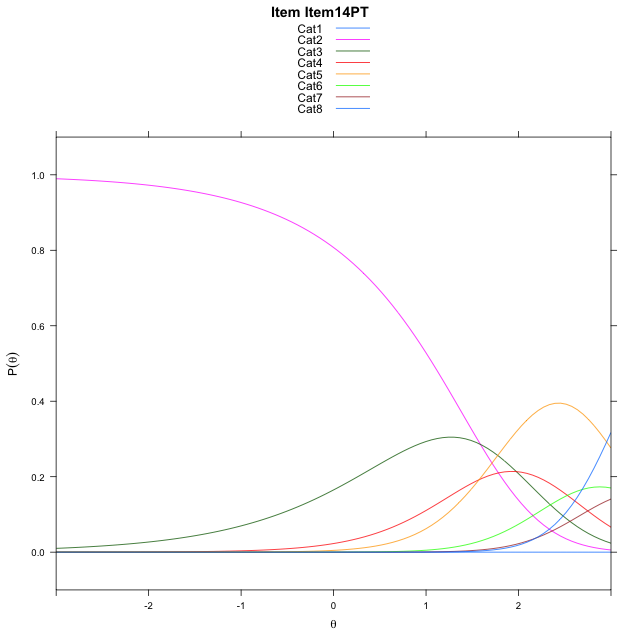 Item Item14PT
Cat1
Cat2
Cat3
Cat4
Cat5
Cat6
Cat7
Cat8
1.0
0.8
0.6
0.4
0.2
0.0
P(θ)
-2 -1 0 1 2
θ